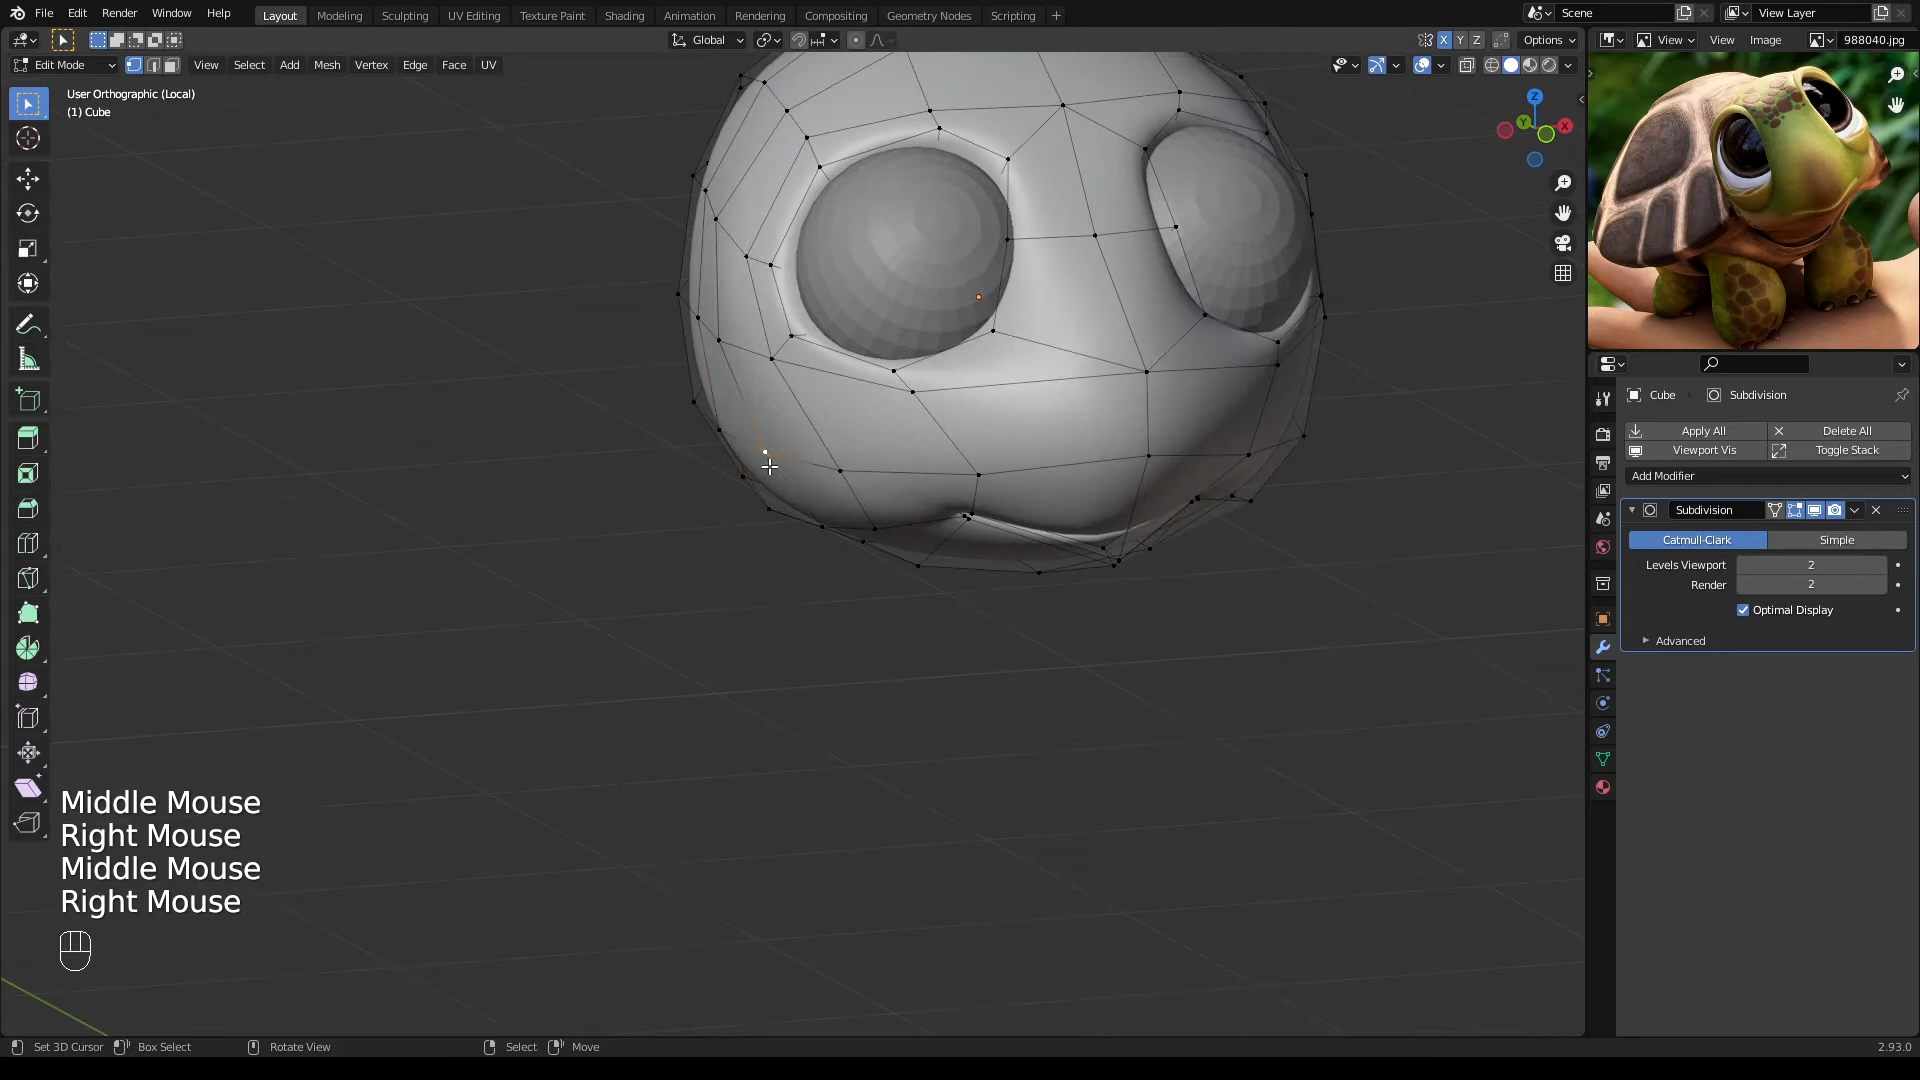 File Edit Render Window Help Layout Modeling Sculpting UV Editing Texture Paint Shading Animation Rendering Compositing Geometry Nodes Scripting + Scene View Layer
Global Options View View Image 988040.jpg
Edit Mode View Select Add Mesh Vertex Edge Face UV X Y Z
User Orthographic (Local)
(1) Cube
Z
Y X
Cube Subdivision
Apply All Delete All
Viewport Vis Toggle Stack
Add Modifier
Subdivision
Catmull-Clark Simple
Levels Viewport 2
Render 2
Optimal Display
Advanced
Middle Mouse
Right Mouse
Middle Mouse
Right Mouse
Set 3D Cursor Box Select Rotate View Select Move 2.93.0